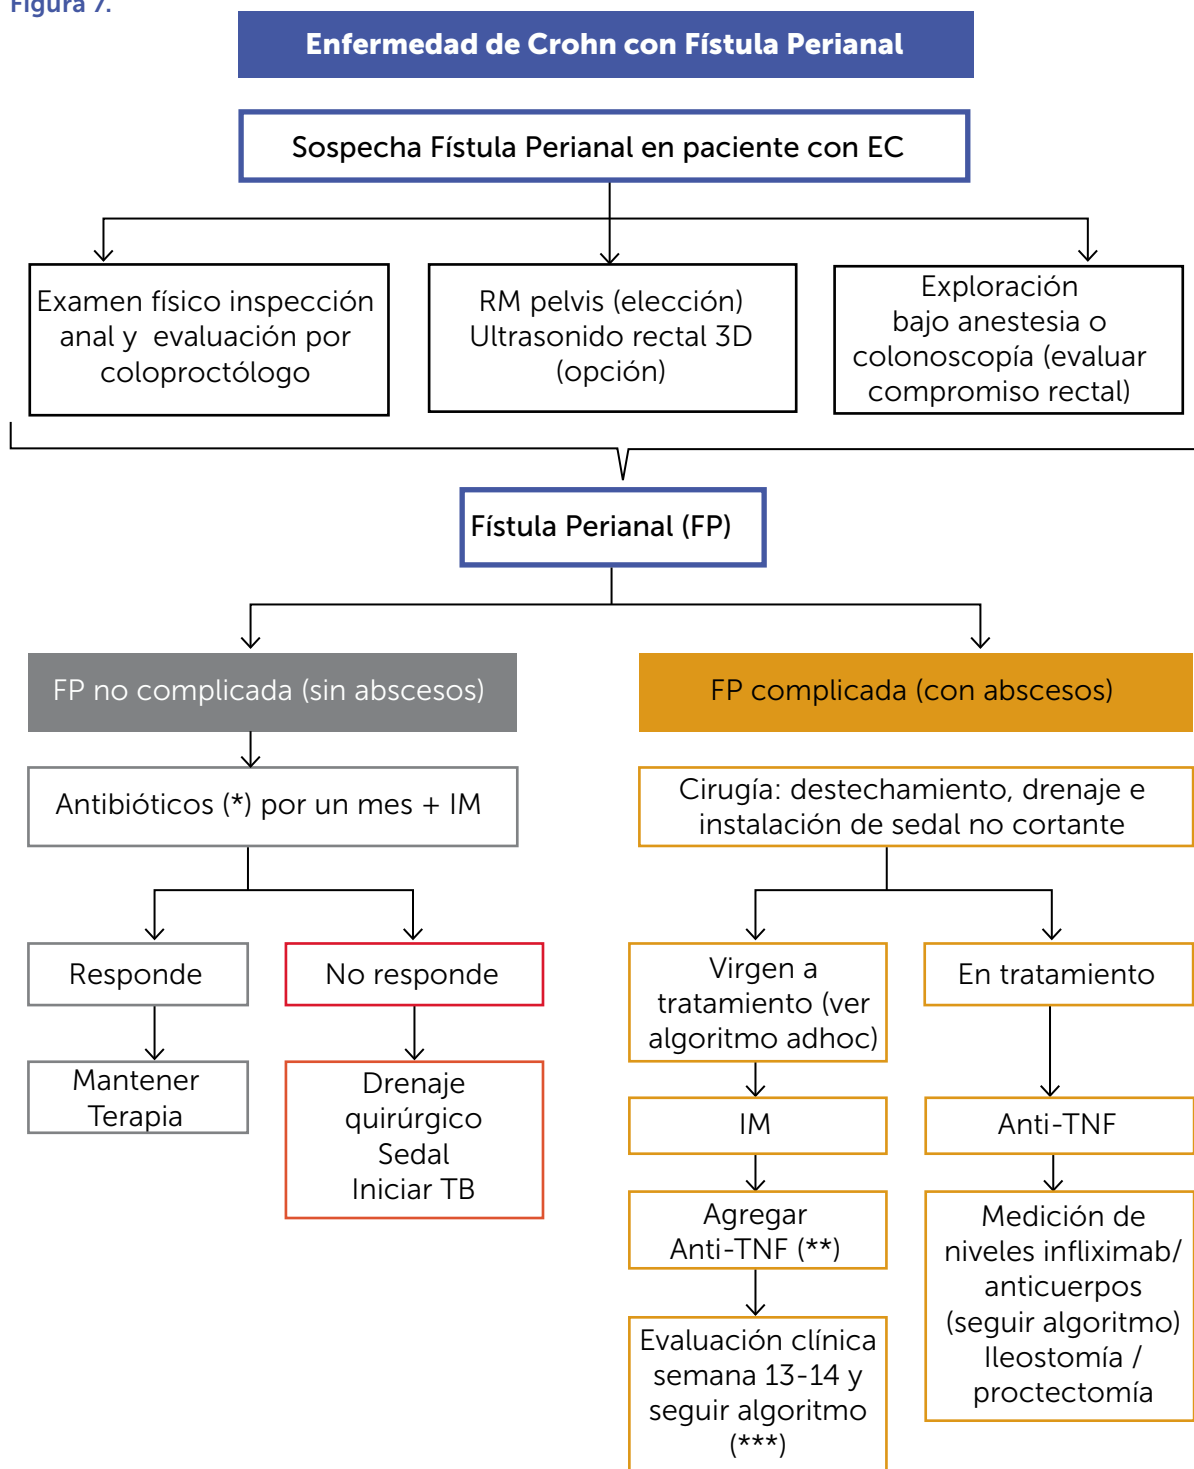 Figura 7.
Enfermedad de Crohn con Fístula Perianal
Sospecha Fístula Perianal en paciente con EC
Examen físico inspección
anal y evaluación por
coloproctólogo
RM pelvis (elección)
Ultrasonido rectal 3D
(opción)
Exploración
bajo anestesia o
colonoscopía (evaluar
compromiso rectal)
Fístula Perianal (FP)
FP no complicada (sin abscesos)
Antibióticos (*) por un mes + IM
Responde
Mantener
Terapia
No responde
Drenaje
quirúrgico
Sedal
Iniciar TB
FP complicada (con abscesos)
Cirugía: destechamiento, drenaje e
instalación de sedal no cortante
Virgen a
tratamiento (ver
algoritmo adhoc)
IM
Agregar
Anti-TNF (**)
Evaluación clínica
semana 13-14 y
seguir algoritmo
(***)
En tratamiento
Anti-TNF
Medición de
niveles infliximab/
anticuerpos
(seguir algoritmo)
Ileostomía /
proctectomía